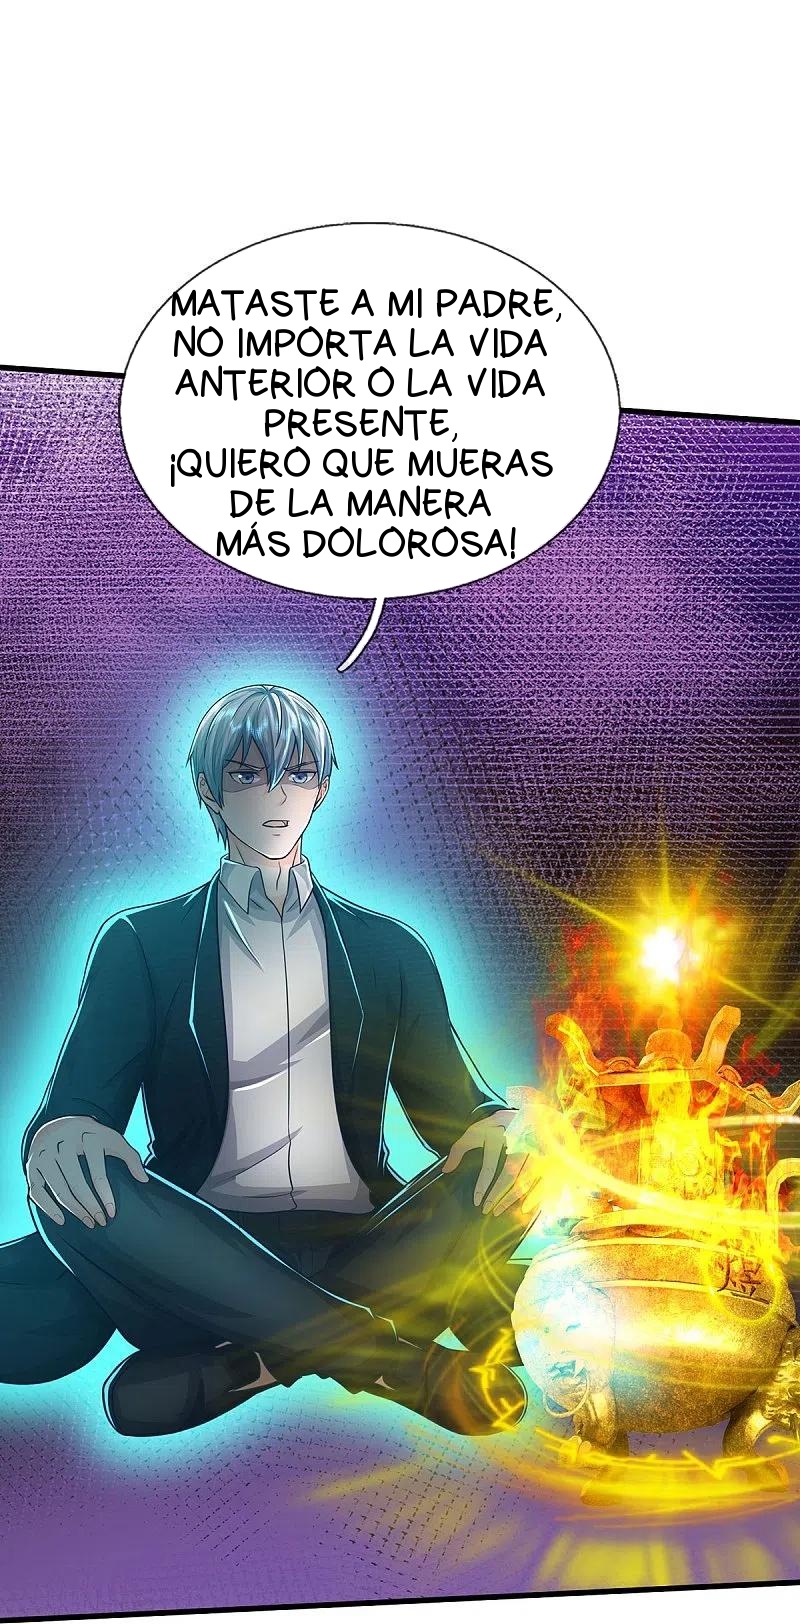 MATASTE A MI PADRE,
NO IMPORTA LA VIDA
ANTERIOR O LA VIDA
PRESENTE,
¡QUIERO QUE MUERAS
DE LA MANERA
MÁS DOLOROSA!
煜